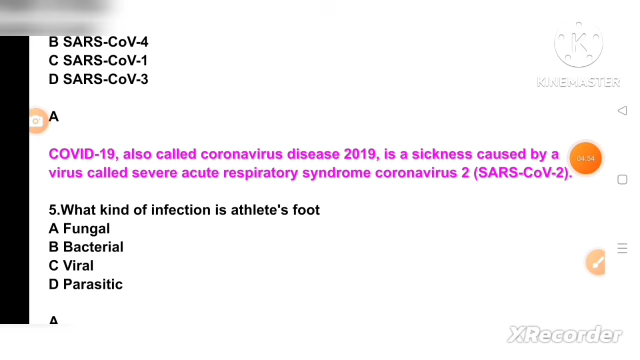 B SARS-CoV-4
C SARS-CoV-1
D SARS-CoV-3
KINEMASTER
A
COVID-19, also called coronavirus disease 2019, is a sickness caused by a
virus called severe acute respiratory syndrome coronavirus 2 (SARS-CoV-2).
04:54
5.What kind of infection is athlete's foot
A Fungal
B Bacterial
C Viral
D Parasitic
A
XRecorder